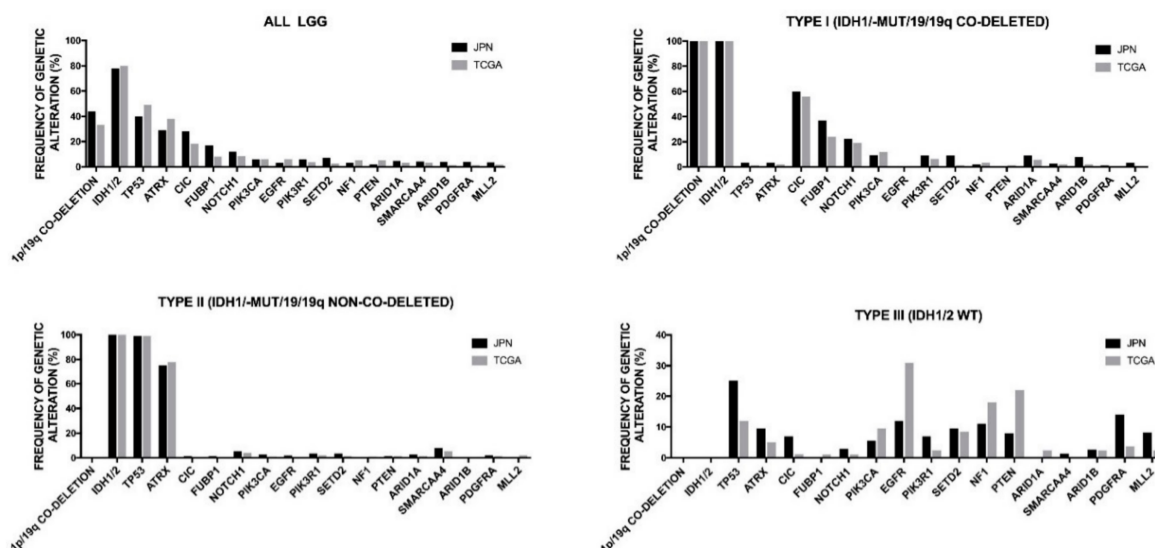 ALL LGG
FREQUENCY OF GENETIC
ALTERATION (%)
100
80
60
40
20
0
JPN
TCGA
1p/19q CO-DELETION
IDH1/2
TP53
ATRX
CIC
FUBP1
NOTCH1
PIK3CA
EGFR
PIK3R1
SETD2
NF1
PTEN
ARID1A
SMARCAA4
ARID1B
PDGFRA
MLL2
TYPE I (IDH1/-MUT/19/19q CO-DELETED)
FREQUENCY OF GENETIC
ALTERATION (%)
100
80
60
40
20
0
JPN
TCGA
1p/19q CO-DELETION
IDH1/2
TP53
ATRX
CIC
FUBP1
NOTCH1
PIK3CA
EGFR
PIK3R1
SETD2
NF1
PTEN
ARID1A
SMARCAA4
ARID1B
PDGFRA
MLL2
TYPE II (IDH1/-MUT/19/19q NON-CO-DELETED)
FREQUENCY OF GENETIC
ALTERATION (%)
100
80
60
40
20
0
JPN
TCGA
1p/19q CO-DELETION
IDH1/2
TP53
ATRX
CIC
FUBP1
NOTCH1
PIK3CA
EGFR
PIK3R1
SETD2
NF1
PTEN
ARID1A
SMARCAA4
ARID1B
PDGFRA
MLL2
TYPE III (IDH1/2 WT)
FREQUENCY OF GENETIC
ALTERATION (%)
40
30
20
10
0
JPN
TCGA
1p/19q CO-DELETION
IDH1/2
TP53
ATRX
CIC
FUBP1
NOTCH1
PIK3CA
EGFR
PIK3R1
SETD2
NF1
PTEN
ARID1A
SMARCAA4
ARID1B
PDGFRA
MLL2